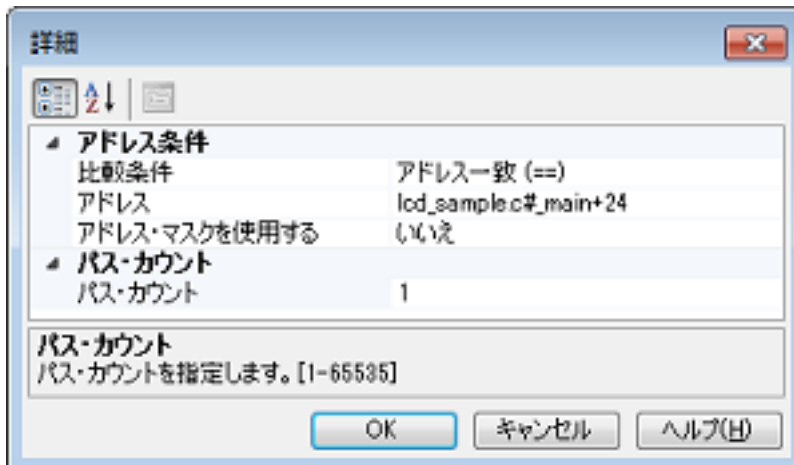 詳細
アドレス条件
比較条件 アドレス一致 (==)
アドレス lcd_sample.c#_main+24
アドレス・マスクを使用する いいえ
パス・カウント
パス・カウント 1
パス・カウント
パス・カウントを指定します。[1-65535]
OK キャンセル ヘルプ(H)